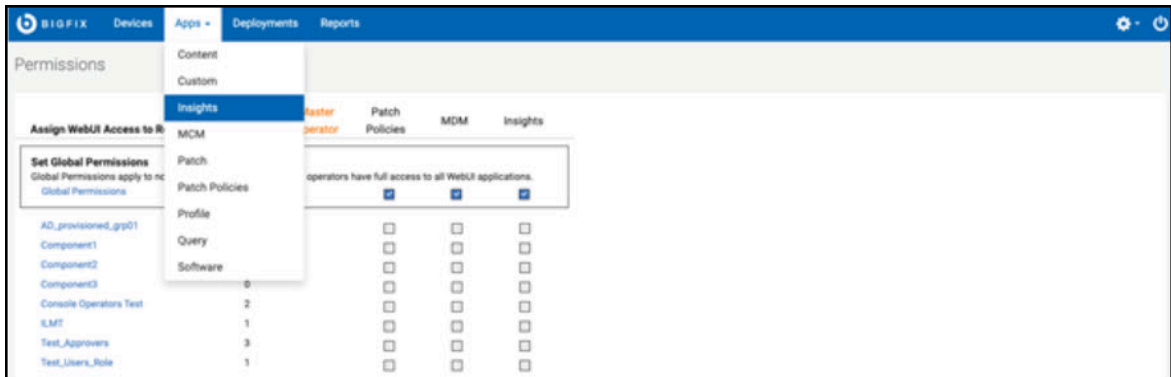 BIGFIX Devices Apps Deployments Reports
Content
Permissions
Custom
Insights
Master Operator
Patch Policies
MDM
Insights
Assign WebUI Access to R
MCM
Set Global Permissions
Patch
Global Permissions apply to no
operators have full access to all WebUI applications.
Global Permissions
Patch Policies
Profile
AD_provisioned_grp01
Component1
Query
Component2
Software
Component3 0
Console Operators Test 2
ILMT 1
Test_Approvers 3
Test_Users_Role 1